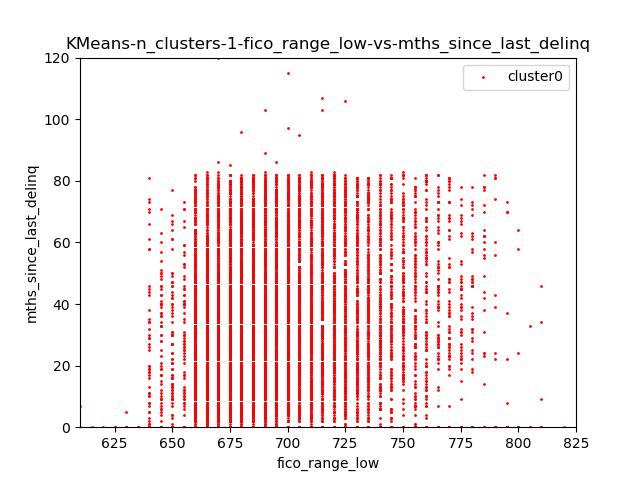 KMeans-n_clusters-1-fico_range_low-vs-mths_since_last_delinq
120
100
80
60
40
20
0
mths_since_last_delinq
cluster0
625 650 675 700 725 750 775 800 825
fico_range_low